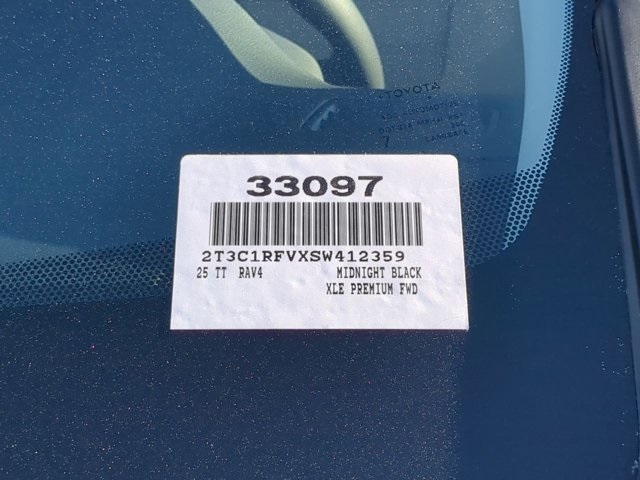 TOYOTA
33097
2T3C1RFVXSW412359
25 TT RAV4 MIDNIGHT BLACK
XLE PREMIUM FWD